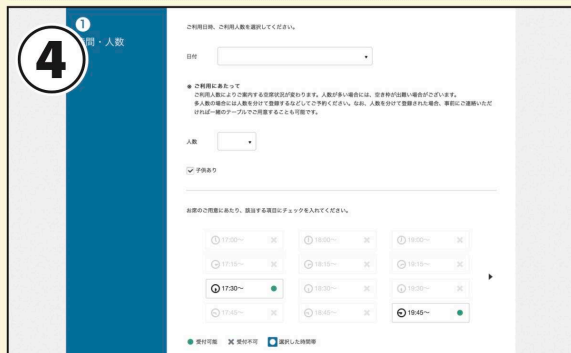 4
1
間・人数
ご利用日時、ご利用人数を選択してください。
日付
● ご利用にあたって
ご利用人数によりご案内する空席状況が変わります。人数が多い場合には、空き枠が出難い場合がございます。
多人数の場合には人数を分けて登録するなどしてご予約ください。なお、人数を分けて登録された場合、事前にご連絡いただ
ければ一緒のテーブルでご用意することも可能です。
人数
子供あり
お席のご用意にあたり、該当する項目にチェックを入れてください。
17:00〜 18:00〜 19:00〜
17:15〜 18:15〜 19:15〜
17:30〜 18:30〜 19:30〜
17:45〜 18:45〜 19:45〜
受付可能 受付不可 選択した時間帯